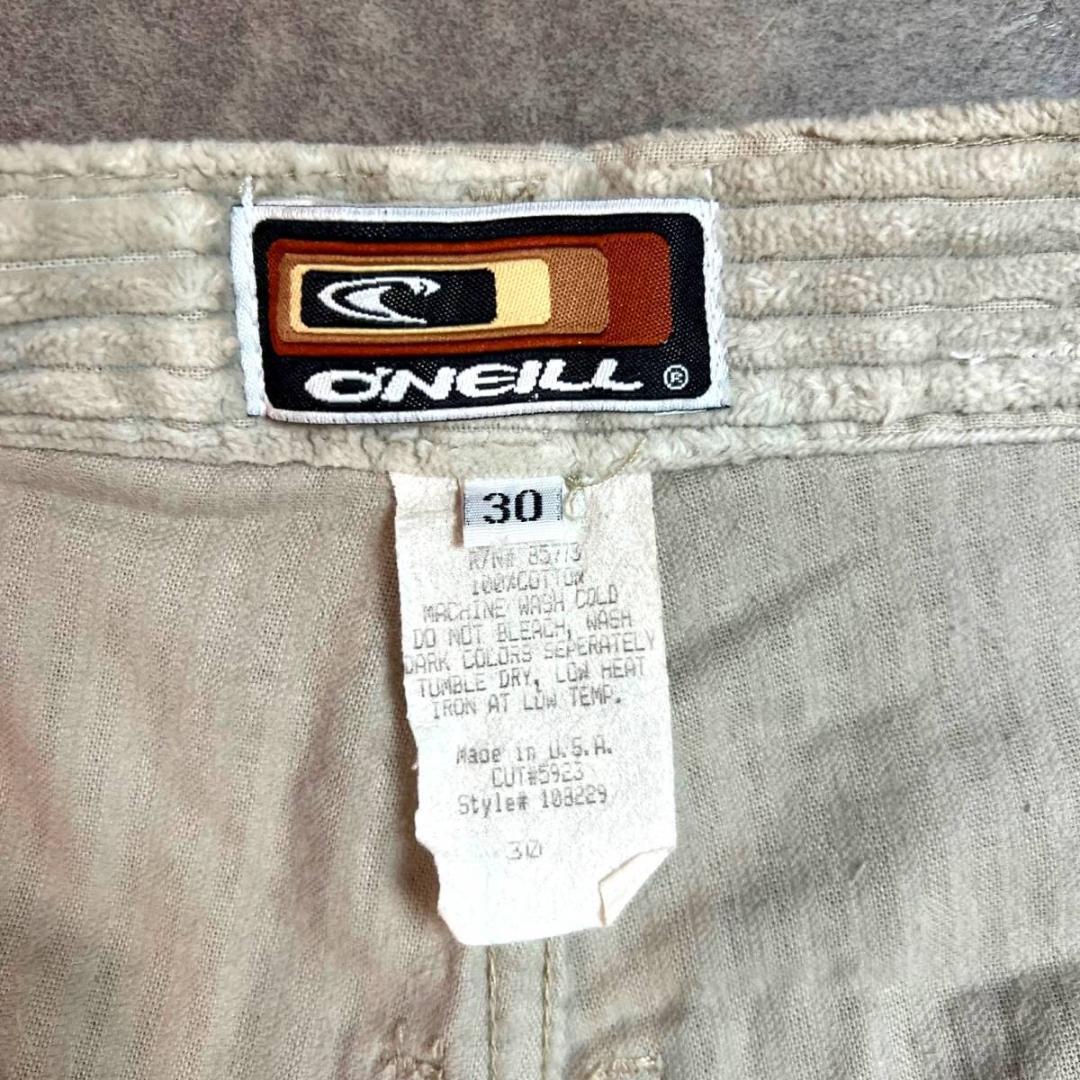 O'NEILL ®
30
R/N# 85773
100%COTTON
MACHINE WASH COLD
DO NOT BLEACH, WASH
DARK COLORS SEPERATELY
TUMBLE DRY, LOW HEAT
IRON AT LOW TEMP.
Made in U.S.A.
CUT#5923
Style# 108229
30